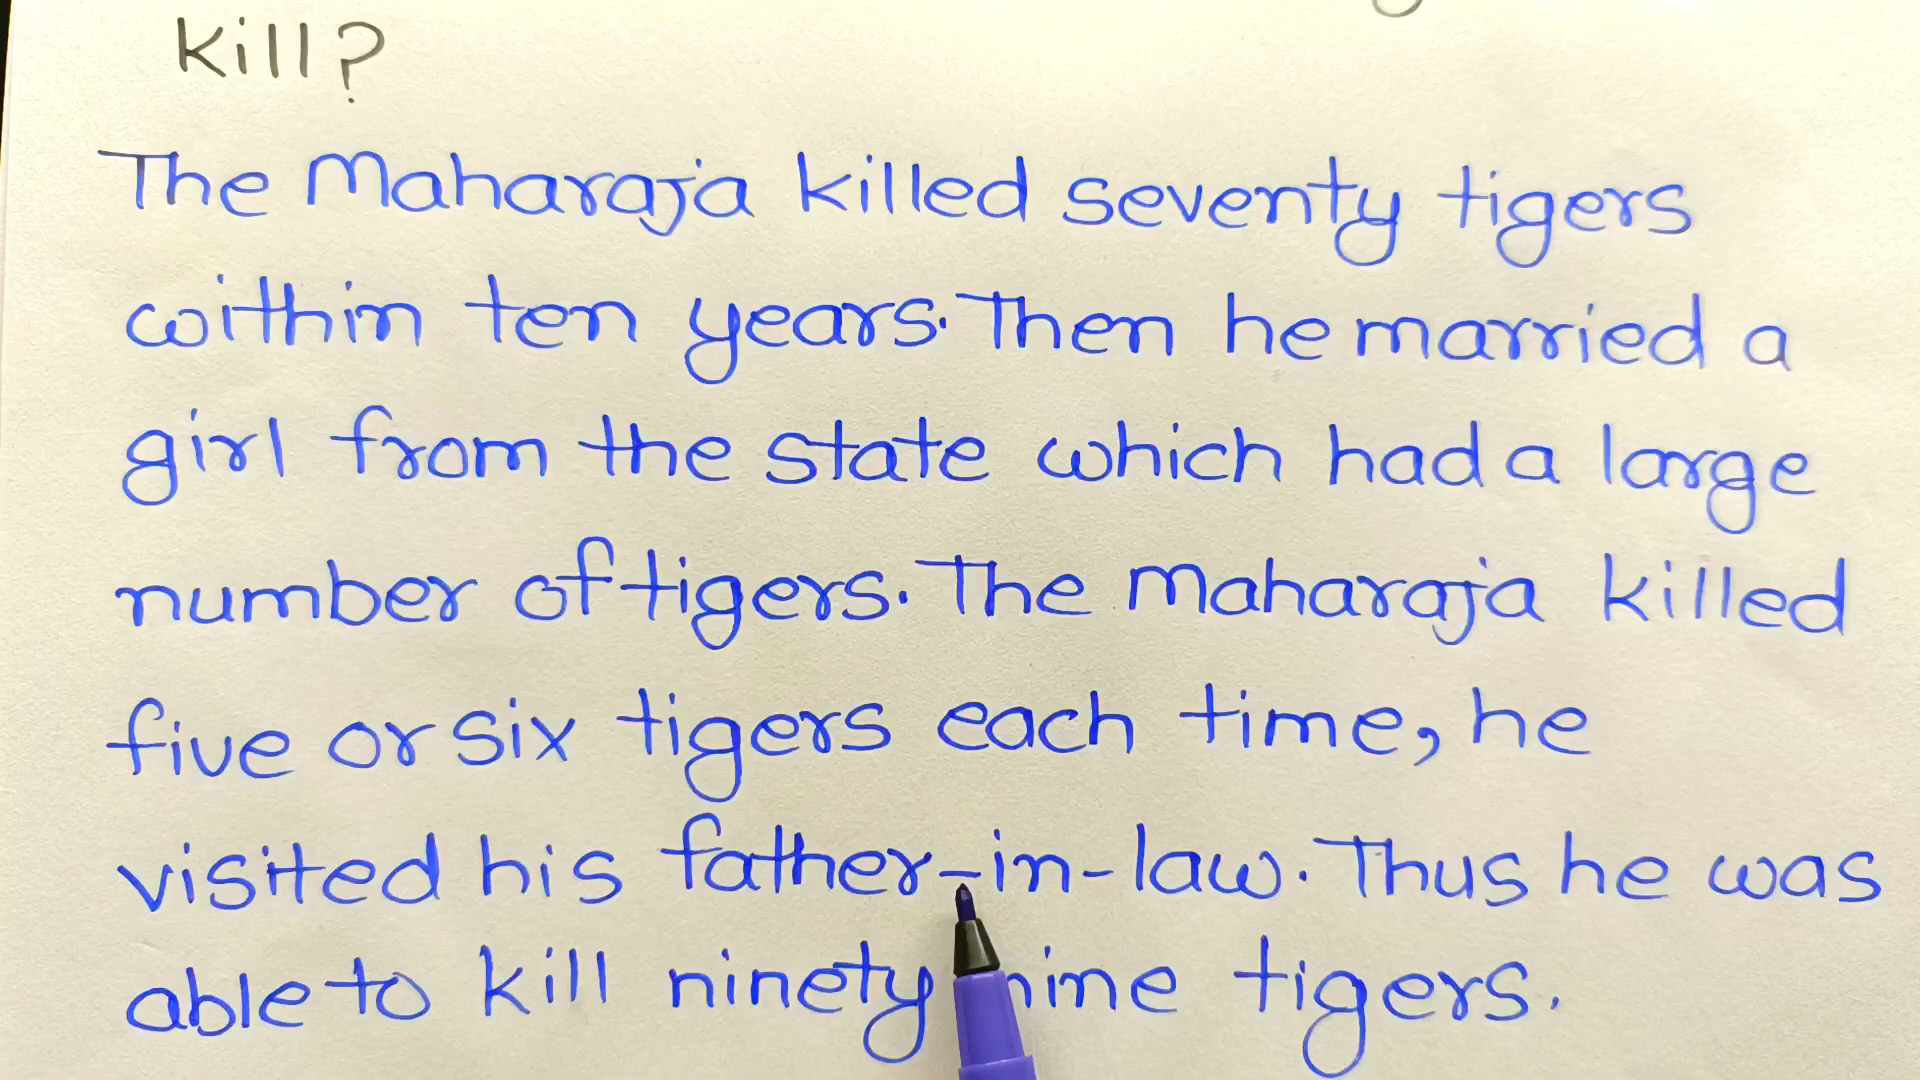 kill?
The Maharaja killed seventy tigers
within ten years. Then he married a
girl from the state which had a large
number of tigers. The Maharaja killed
five or six tigers each time, he
visited his father-in-law. Thus he was
able to kill ninety nine tigers.